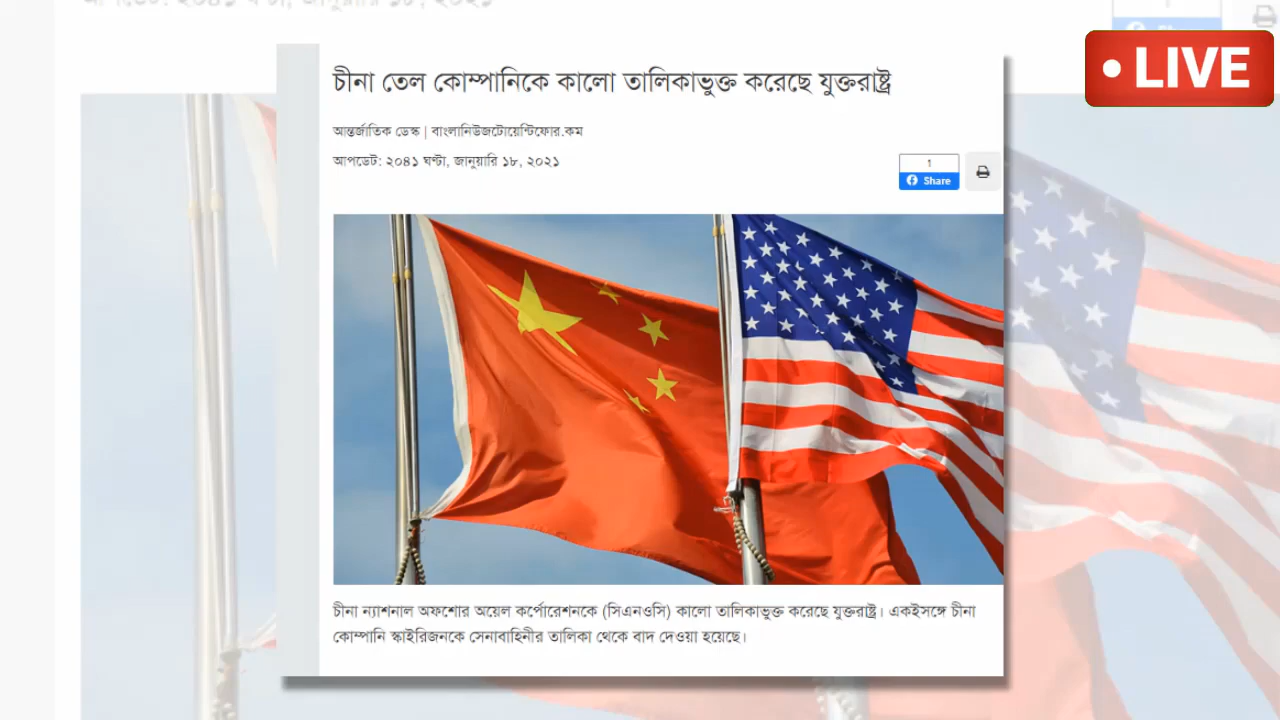 LIVE
চীনা তেল কোম্পানিকে কালো তালিকাভুক্ত করেছে যুক্তরাষ্ট্র
আন্তর্জাতিক ডেস্ক | বাংলানিউজটোয়েন্টিফোর.কম
আপডেট: ২০৪১ ঘণ্টা, জানুয়ারি ১৮, ২০২১
1
Share
চীনা ন্যাশনাল অফশোর অয়েল কর্পোরেশনকে (সিএনওসি) কালো তালিকাভুক্ত করেছে যুক্তরাষ্ট্র। একইসঙ্গে চীনা
কোম্পানি স্কাইরিজনকে সেনাবাহিনীর তালিকা থেকে বাদ দেওয়া হয়েছে।